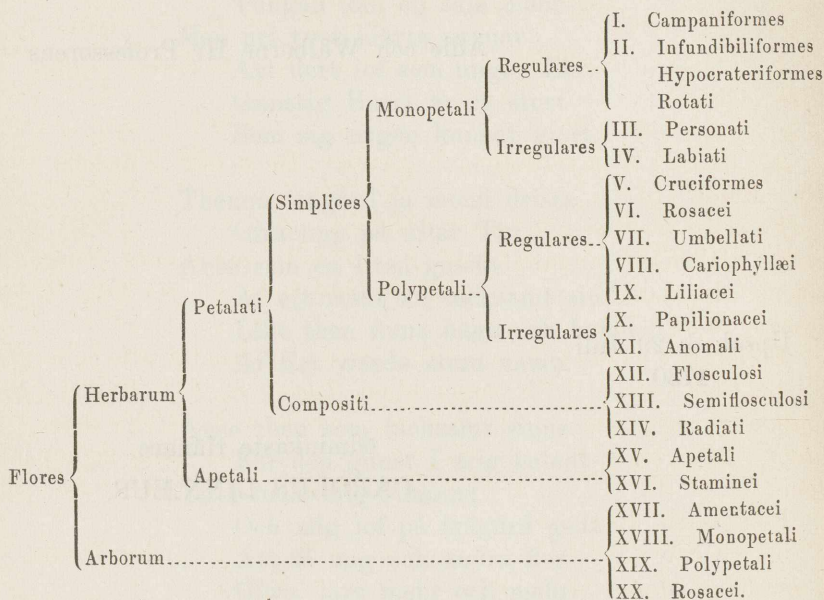 I. Campaniformes
II. Infundibiliformes
Regulares
Hypocrateriformes
Monopetali
Rotati
Irregulares
III. Personati
IV. Labiati
Simplices
V. Cruciformes
VI. Rosacei
Regulares
VII. Umbellati
VIII. Cariophyllæi
Polypetali
IX. Liliacei
Petalati
Irregulares
X. Papilionacei
XI. Anomali
Herbarum
Compositi
XII. Flosculosi
XIII. Semiflosculosi
XIV. Radiati
Flores
Apetali
XV. Apetali
XVI. Staminei
Arborum
XVII. Amentacei
XVIII. Monopetali
XIX. Polypetali
XX. Rosacei.